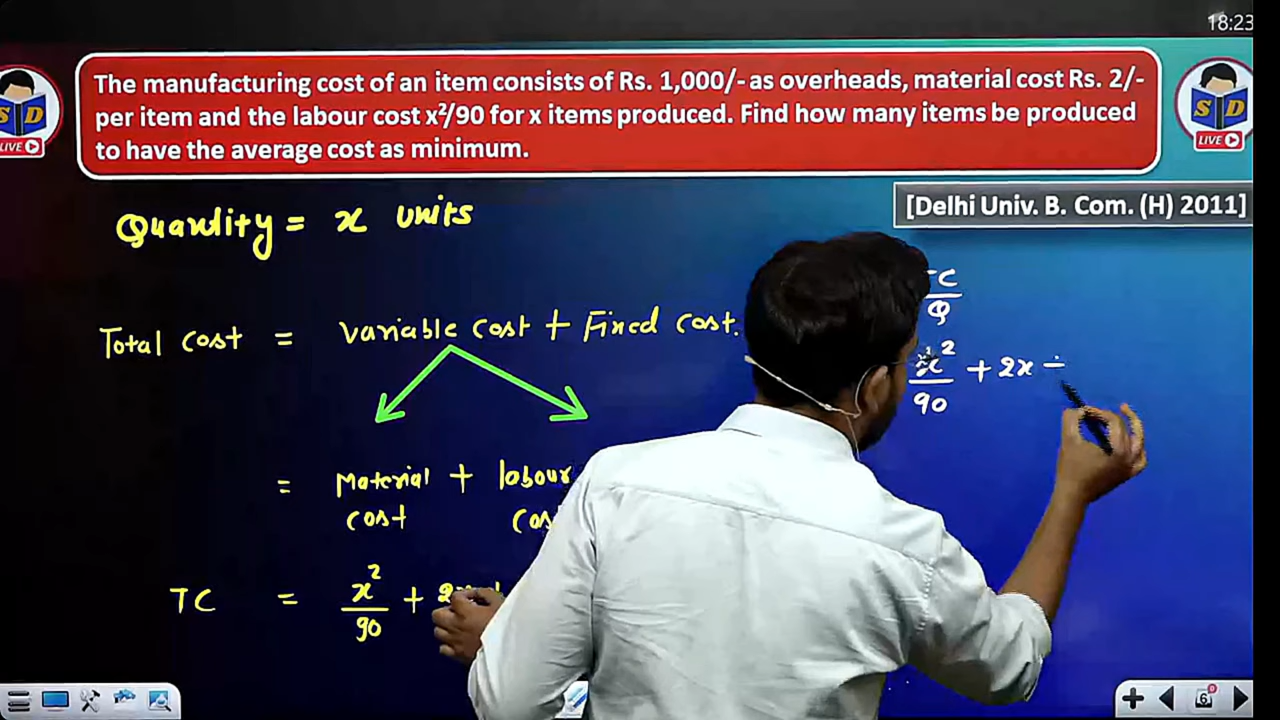 18:23
The manufacturing cost of an item consists of Rs. 1,000/- as overheads, material cost Rs. 2/-
per item and the labour cost x²/90 for x items produced. Find how many items be produced
to have the average cost as minimum.
S D
LIVE
S D
LIVE
[Delhi Univ. B. Com. (H) 2011]
Quantity = x units
Total cost = variable cost + Fixed cost.
= Material + labour
cost
TC = x²/90 +
C/Q
x²/90 + 2x
6